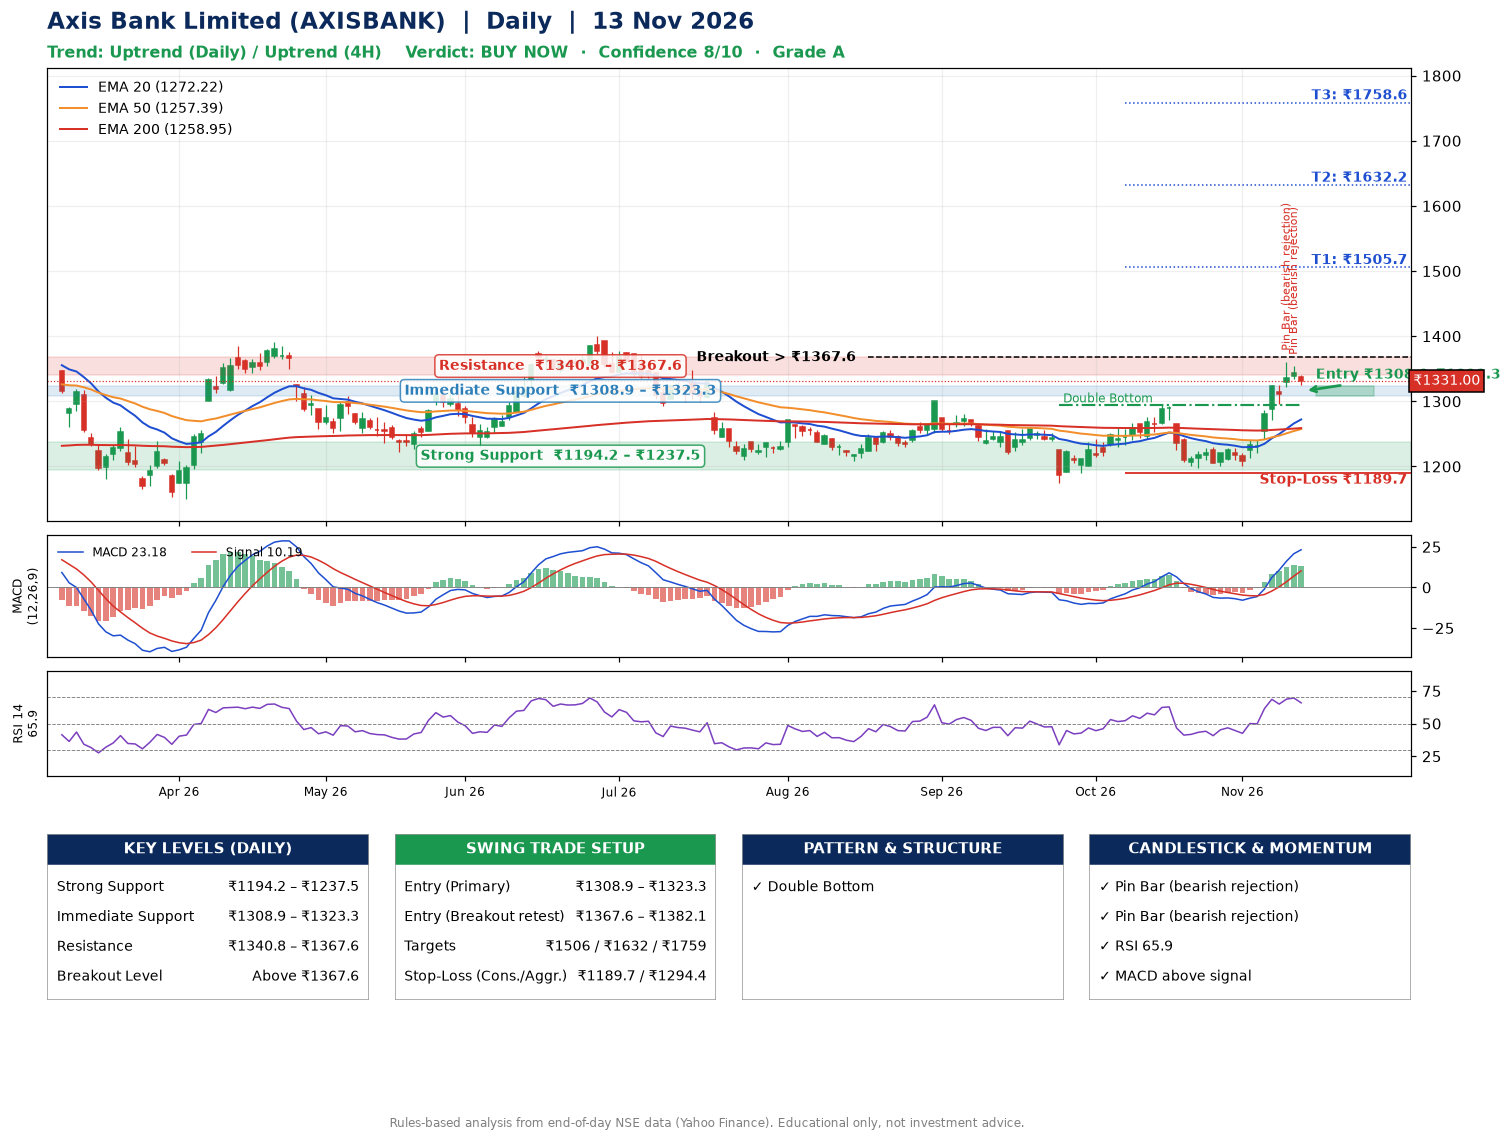 Axis Bank Limited (AXISBANK)  |  Daily  |  13 Nov 2026
Trend: Uptrend (Daily) / Uptrend (4H)    Verdict: BUY NOW  ·  Confidence 8/10  ·  Grade A
EMA 20 (1272.22)
EMA 50 (1257.39)
EMA 200 (1258.95)
1800
T3: ₹1758.6
1700
T2: ₹1632.2
1600
T1: ₹1505.7
1500
Pin Bar (bearish rejection)
Pin Bar (bearish rejection)
1400
Breakout > ₹1367.6
Resistance  ₹1340.8 – ₹1367.6
Immediate Support  ₹1308.9 – ₹1323.3
₹1331.00
1300
Double Bottom
Strong Support  ₹1194.2 – ₹1237.5
1200
Stop-Loss ₹1189.7
MACD 23.18
Signal 10.19
MACD
(12,26,9)
25
0
−25
RSI 14
65.9
75
50
25
Apr 26
May 26
Jun 26
Jul 26
Aug 26
Sep 26
Oct 26
Nov 26
KEY LEVELS (DAILY)
Strong Support ₹1194.2 – ₹1237.5
Immediate Support ₹1308.9 – ₹1323.3
Resistance ₹1340.8 – ₹1367.6
Breakout Level Above ₹1367.6
SWING TRADE SETUP
Entry (Primary) ₹1308.9 – ₹1323.3
Entry (Breakout retest) ₹1367.6 – ₹1382.1
Targets ₹1506 / ₹1632 / ₹1759
Stop-Loss (Cons./Aggr.) ₹1189.7 / ₹1294.4
PATTERN & STRUCTURE
✓ Double Bottom
CANDLESTICK & MOMENTUM
✓ Pin Bar (bearish rejection)
✓ Pin Bar (bearish rejection)
✓ RSI 65.9
✓ MACD above signal
Rules-based analysis from end-of-day NSE data (Yahoo Finance). Educational only, not investment advice.